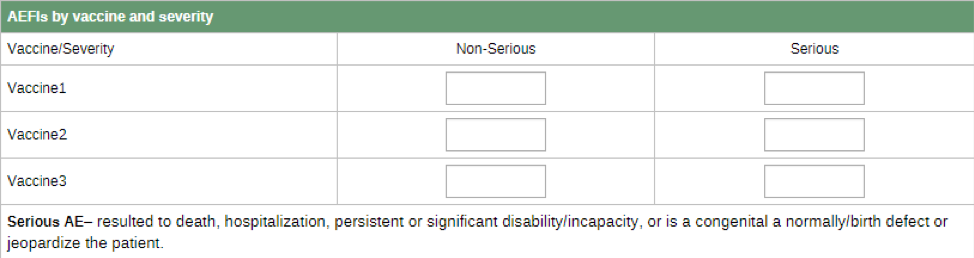 AEFIs by vaccine and severity
Vaccine/Severity Non-Serious Serious
Vaccine1
Vaccine2
Vaccine3
Serious AE– resulted to death, hospitalization, persistent or significant disability/incapacity, or is a congenital a normally/birth defect or
jeopardize the patient.